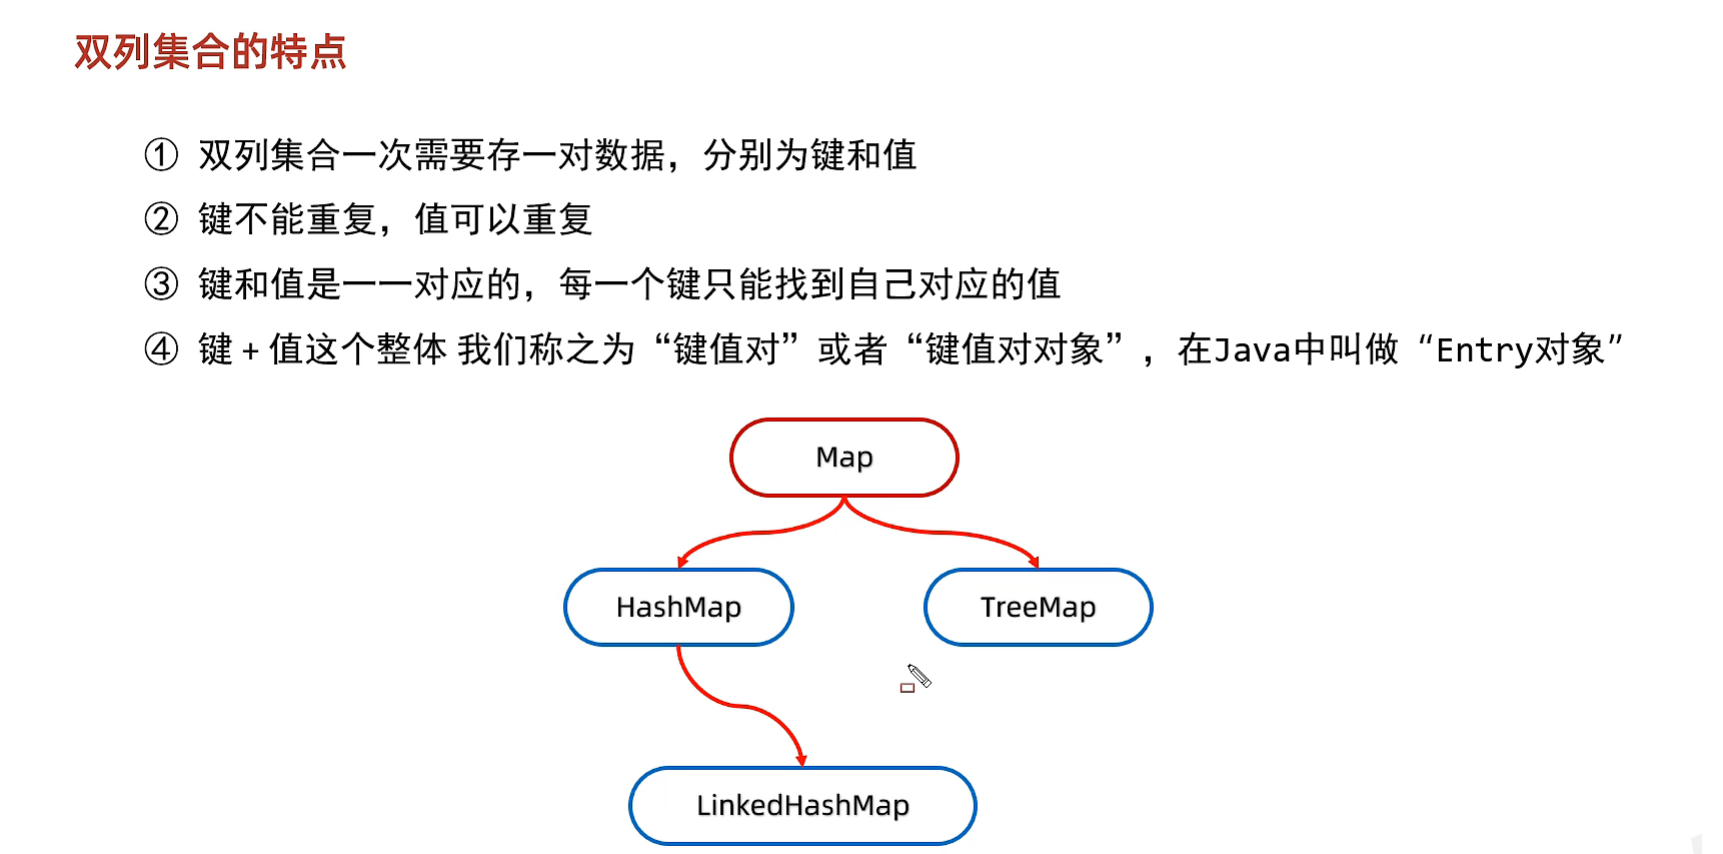 双列集合的特点
① 双列集合一次需要存一对数据，分别为键和值
② 键不能重复，值可以重复
③ 键和值是一一对应的，每一个键只能找到自己对应的值
④ 键 + 值这个整体 我们称之为“键值对”或者“键值对对象”，在Java中叫做“Entry对象”
Map
HashMap
TreeMap
LinkedHashMap